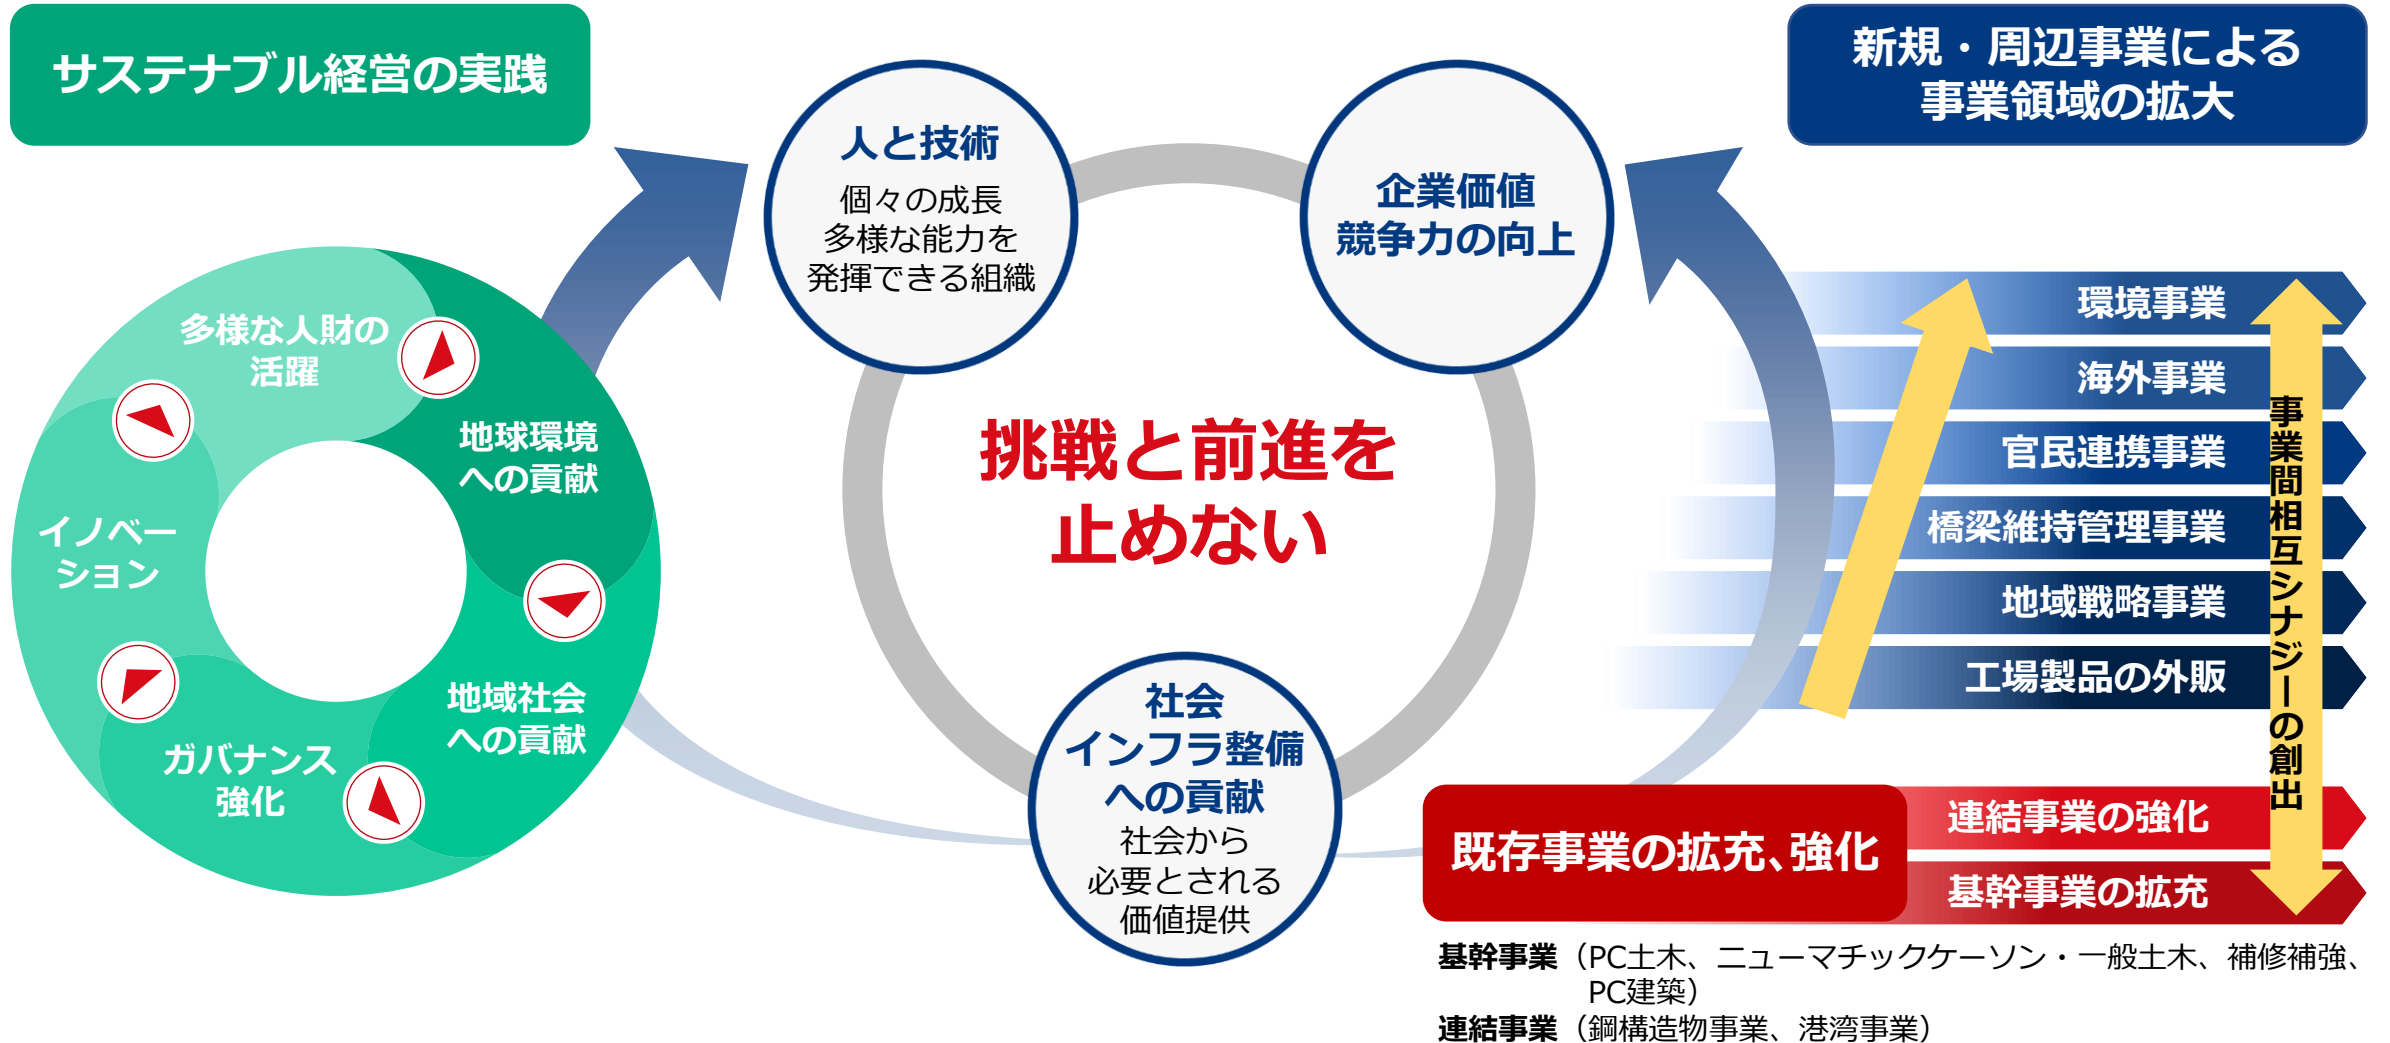 サステナブル経営の実践
多様な人財の
活躍
地球環境
への貢献
イノベー
ション
地域社会
への貢献
ガバナンス
強化
人と技術
個々の成長
多様な能力を
発揮できる組織
企業価値
競争力の向上
挑戦と前進を
止めない
社会
インフラ整備
への貢献
社会から
必要とされる
価値提供
新規・周辺事業による
事業領域の拡大
環境事業
海外事業
官民連携事業
橋梁維持管理事業
地域戦略事業
工場製品の外販
事業間相互シナジーの創出
既存事業の拡充、強化
連結事業の強化
基幹事業の拡充
基幹事業（PC土木、ニューマチックケーソン・一般土木、補修補強、
PC建築）
連結事業（鋼構造物事業、港湾事業）